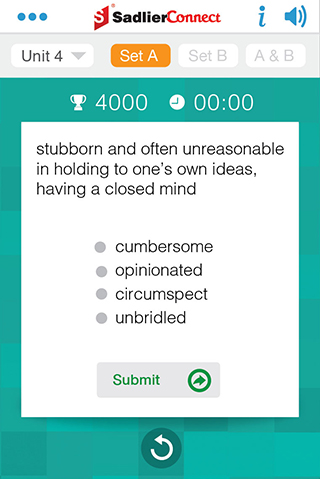 SadlierConnect
Unit 4 Set A Set B A & B
4000 00:00
stubborn and often unreasonable
in holding to one's own ideas,
having a closed mind
cumbersome
opinionated
circumspect
unbridled
Submit